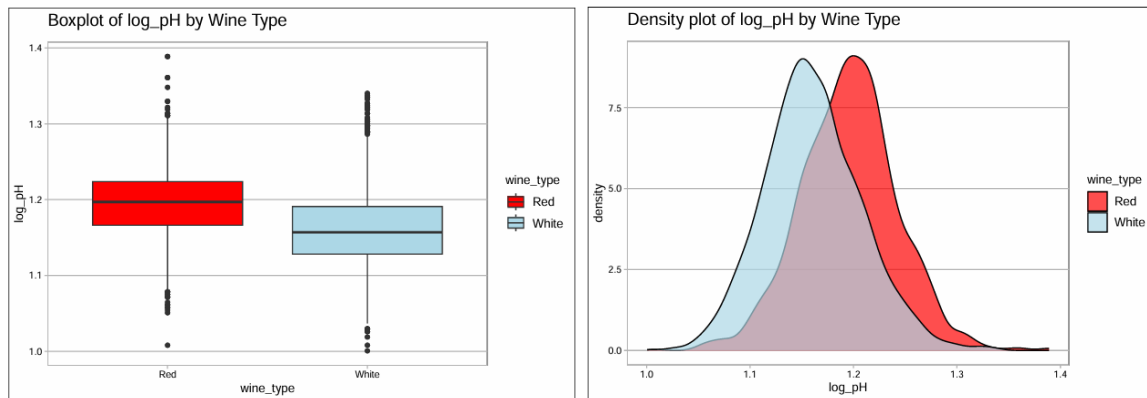 Boxplot of log_pH by Wine Type
1.4
1.3
1.2
1.1
1.0
log_pH
Red
White
wine_type
wine_type
Red
White
Density plot of log_pH by Wine Type
7.5
5.0
2.5
0.0
density
1.0
1.1
1.2
1.3
1.4
log_pH
wine_type
Red
White